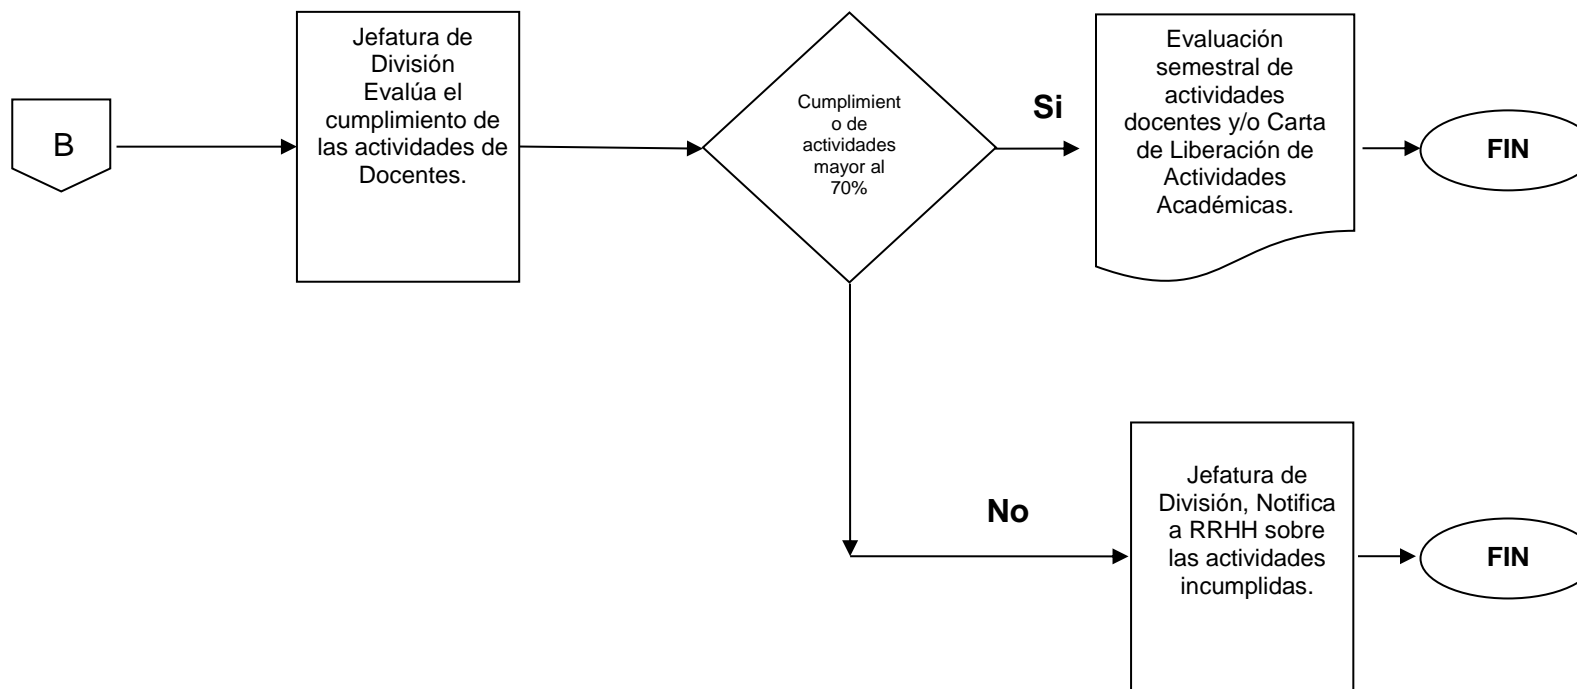 B
Jefatura de
División
Evalúa el
cumplimiento de
las actividades de
Docentes.
Cumplimient
o de
actividades
mayor al
70%
Si
Evaluación
semestral de
actividades
docentes y/o Carta
de Liberación de
Actividades
Académicas.
FIN
No
Jefatura de
División, Notifica
a RRHH sobre
las actividades
incumplidas.
FIN